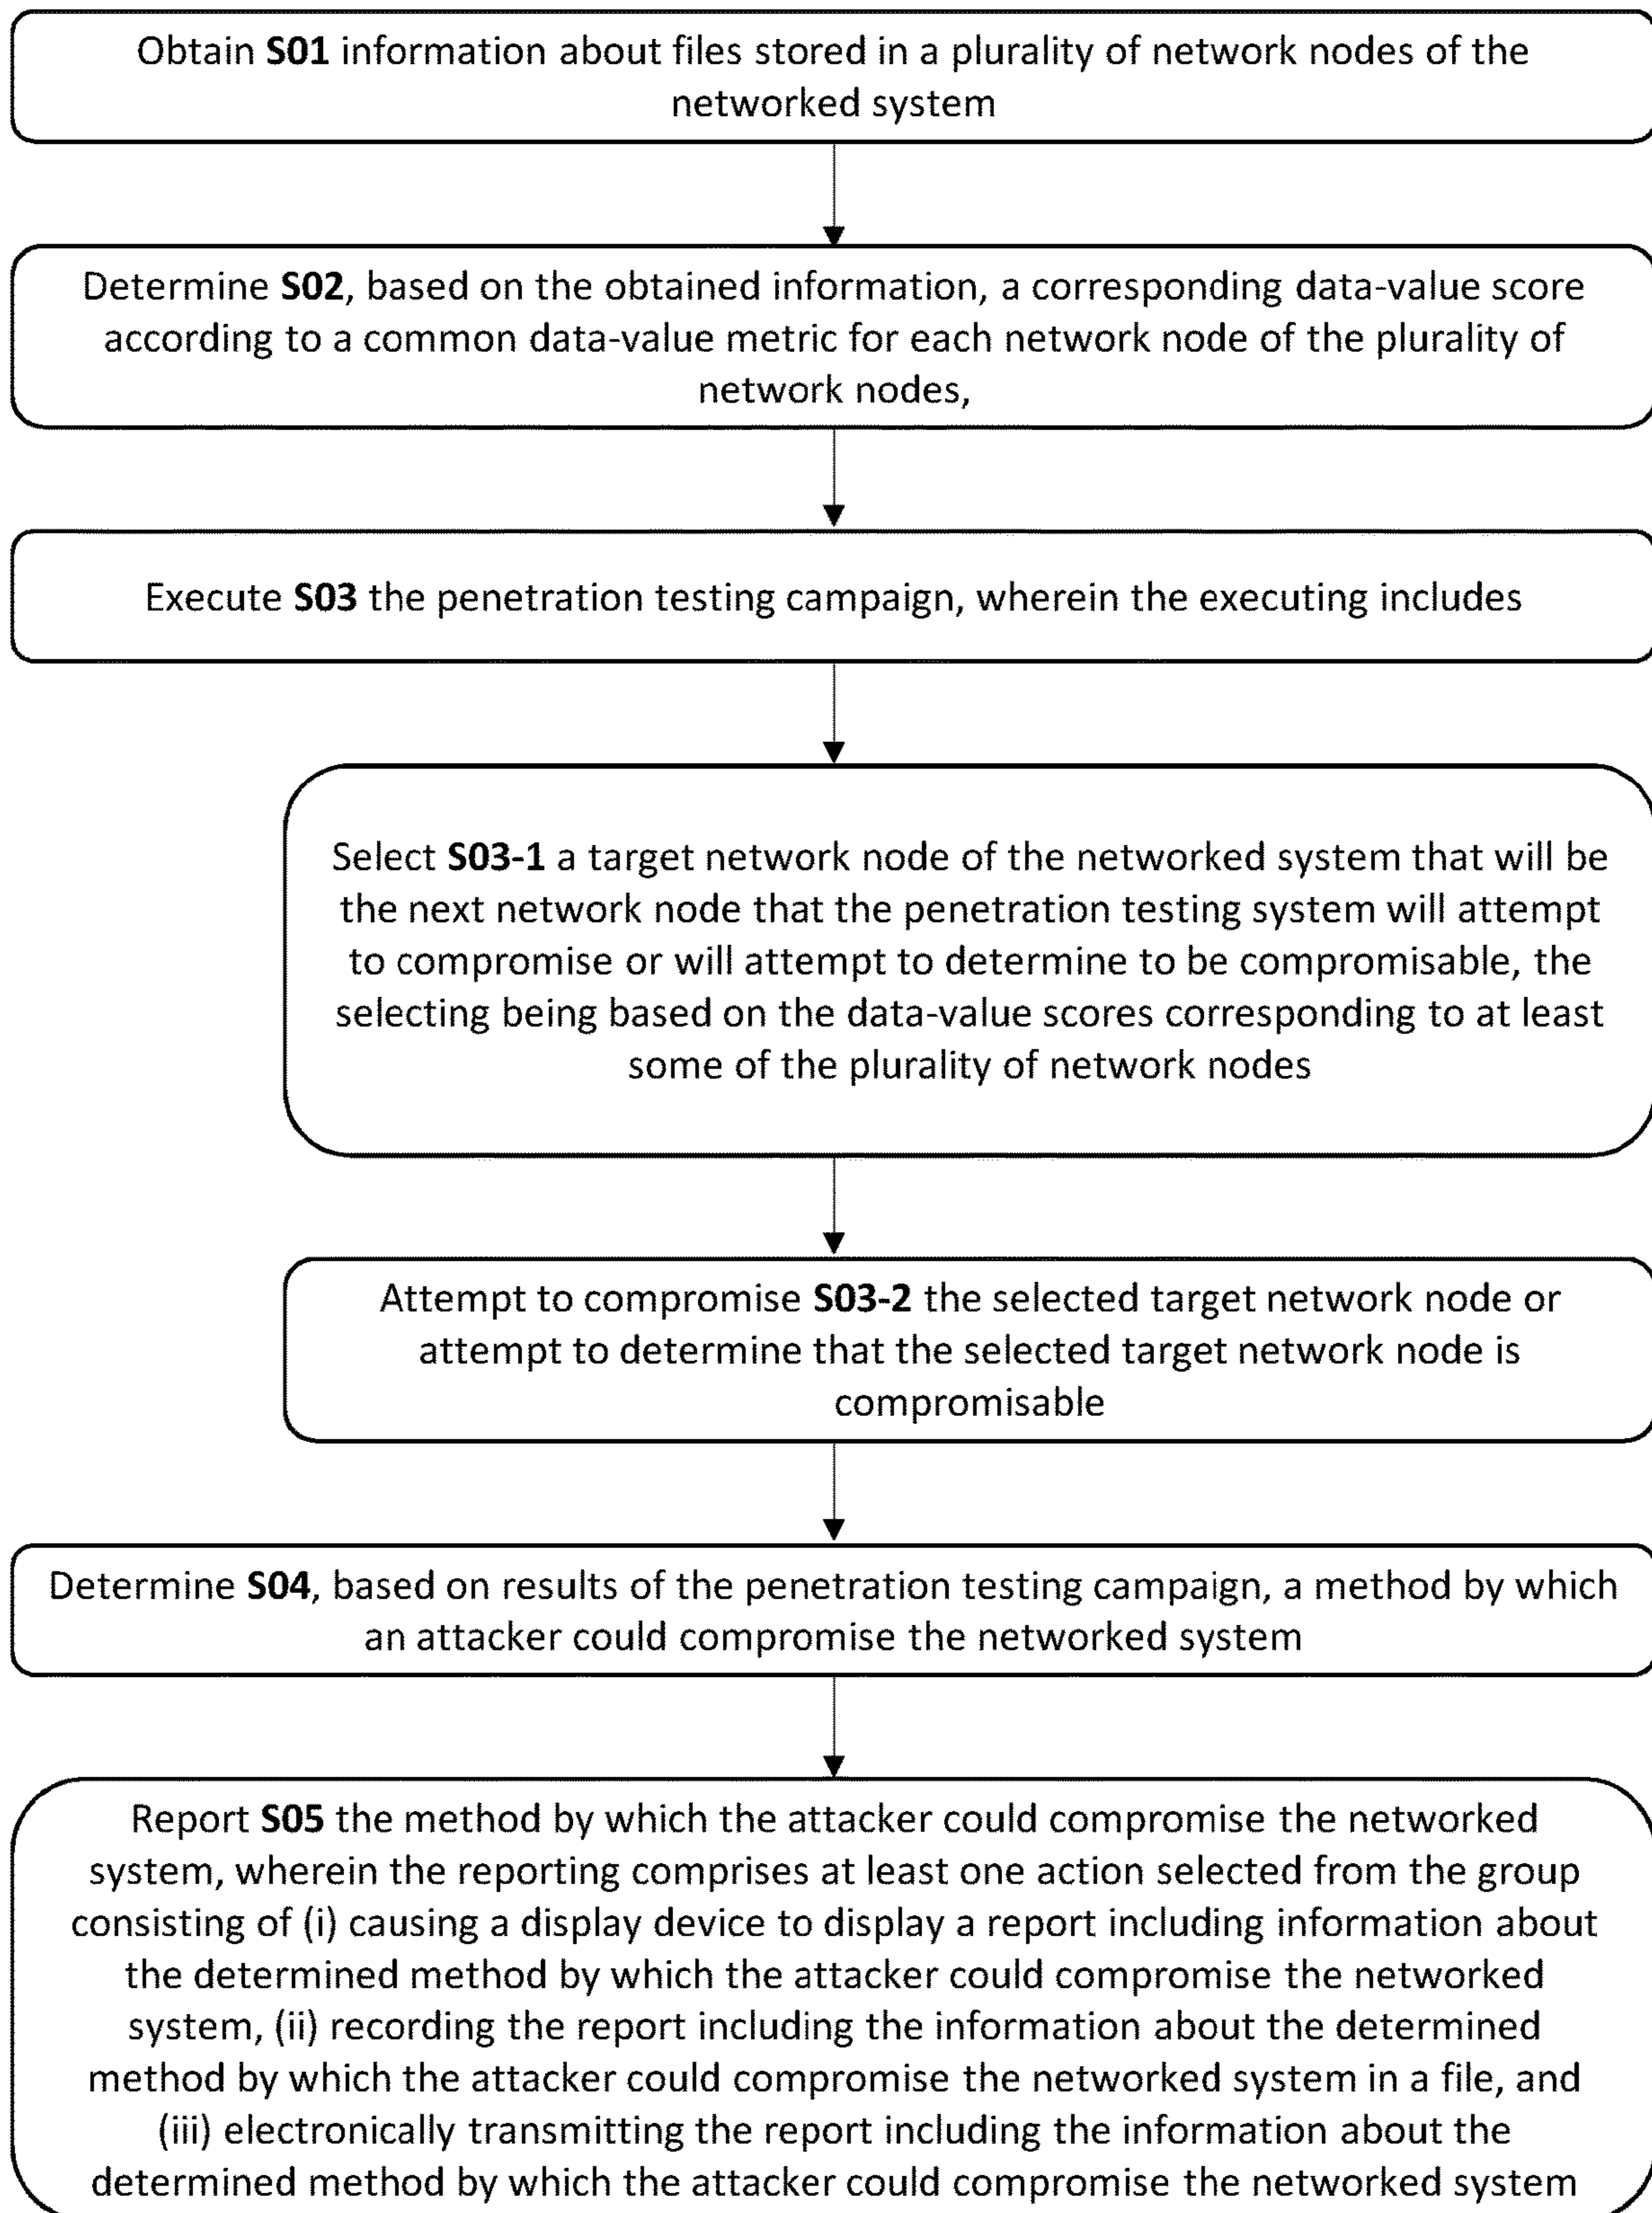 Obtain S01 information about files stored in a plurality of network nodes of the
networked system
Determine S02, based on the obtained information, a corresponding data-value score
according to a common data-value metric for each network node of the plurality of
network nodes,
Execute S03 the penetration testing campaign, wherein the executing includes
Select S03-1 a target network node of the networked system that will be
the next network node that the penetration testing system will attempt
to compromise or will attempt to determine to be compromisable, the
selecting being based on the data-value scores corresponding to at least
some of the plurality of network nodes
Attempt to compromise S03-2 the selected target network node or
attempt to determine that the selected target network node is
compromisable
Determine S04, based on results of the penetration testing campaign, a method by which
an attacker could compromise the networked system
Report S05 the method by which the attacker could compromise the networked
system, wherein the reporting comprises at least one action selected from the group
consisting of (i) causing a display device to display a report including information about
the determined method by which the attacker could compromise the networked
system, (ii) recording the report including the information about the determined
method by which the attacker could compromise the networked system in a file, and
(iii) electronically transmitting the report including the information about the
determined method by which the attacker could compromise the networked system